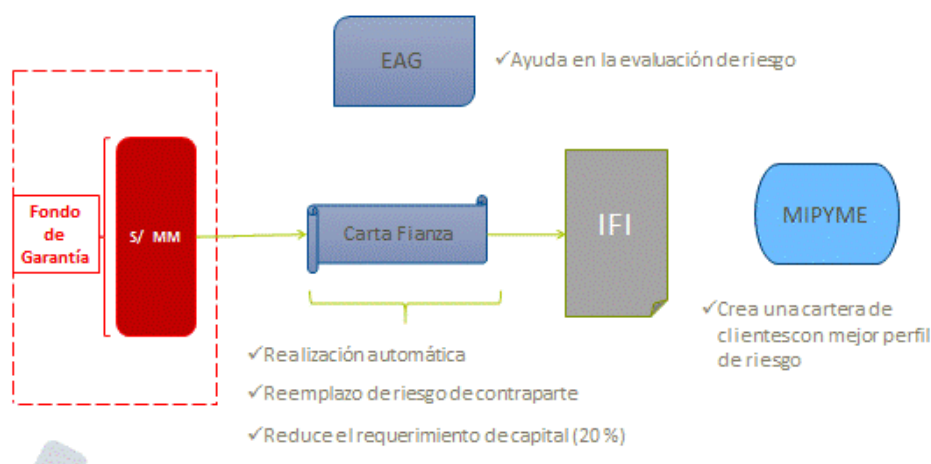 EAG
✓Ayuda en la evaluación de riesgo
Fondo
de
Garantía
S/ MM
Carta Fianza
IFI
MIPYME
✓Crea una cartera de
clientescon mejor perfil
de riesgo
✓Realización automática
✓Reemplazo de riesgo de contraparte
✓Reduce el requerimiento de capital (20%)